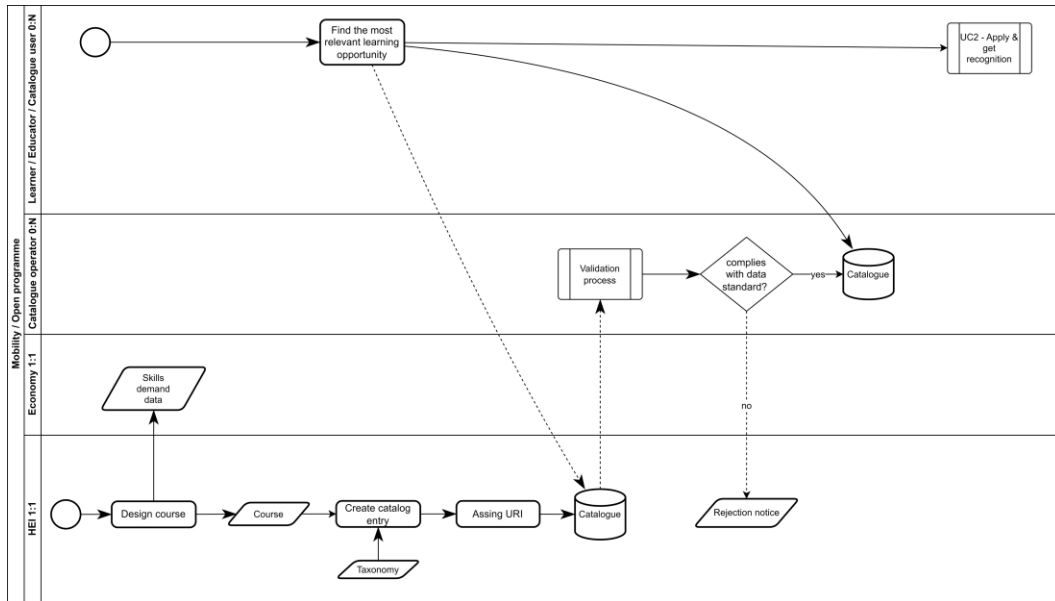 Mobility / Open programme
Learner / Educator / Catalogue user 0:N
Find the most
relevant learning
opportunity
UC2 - Apply &
get
recognition
Catalogue operator 0:N
Validation
process
complies
with data
standard?
yes
Catalogue
Economy 1:1
Skills
demand
data
no
HEI 1:1
Design course
Course
Create catalog
entry
Assing URI
Catalogue
Rejection notice
Taxonomy